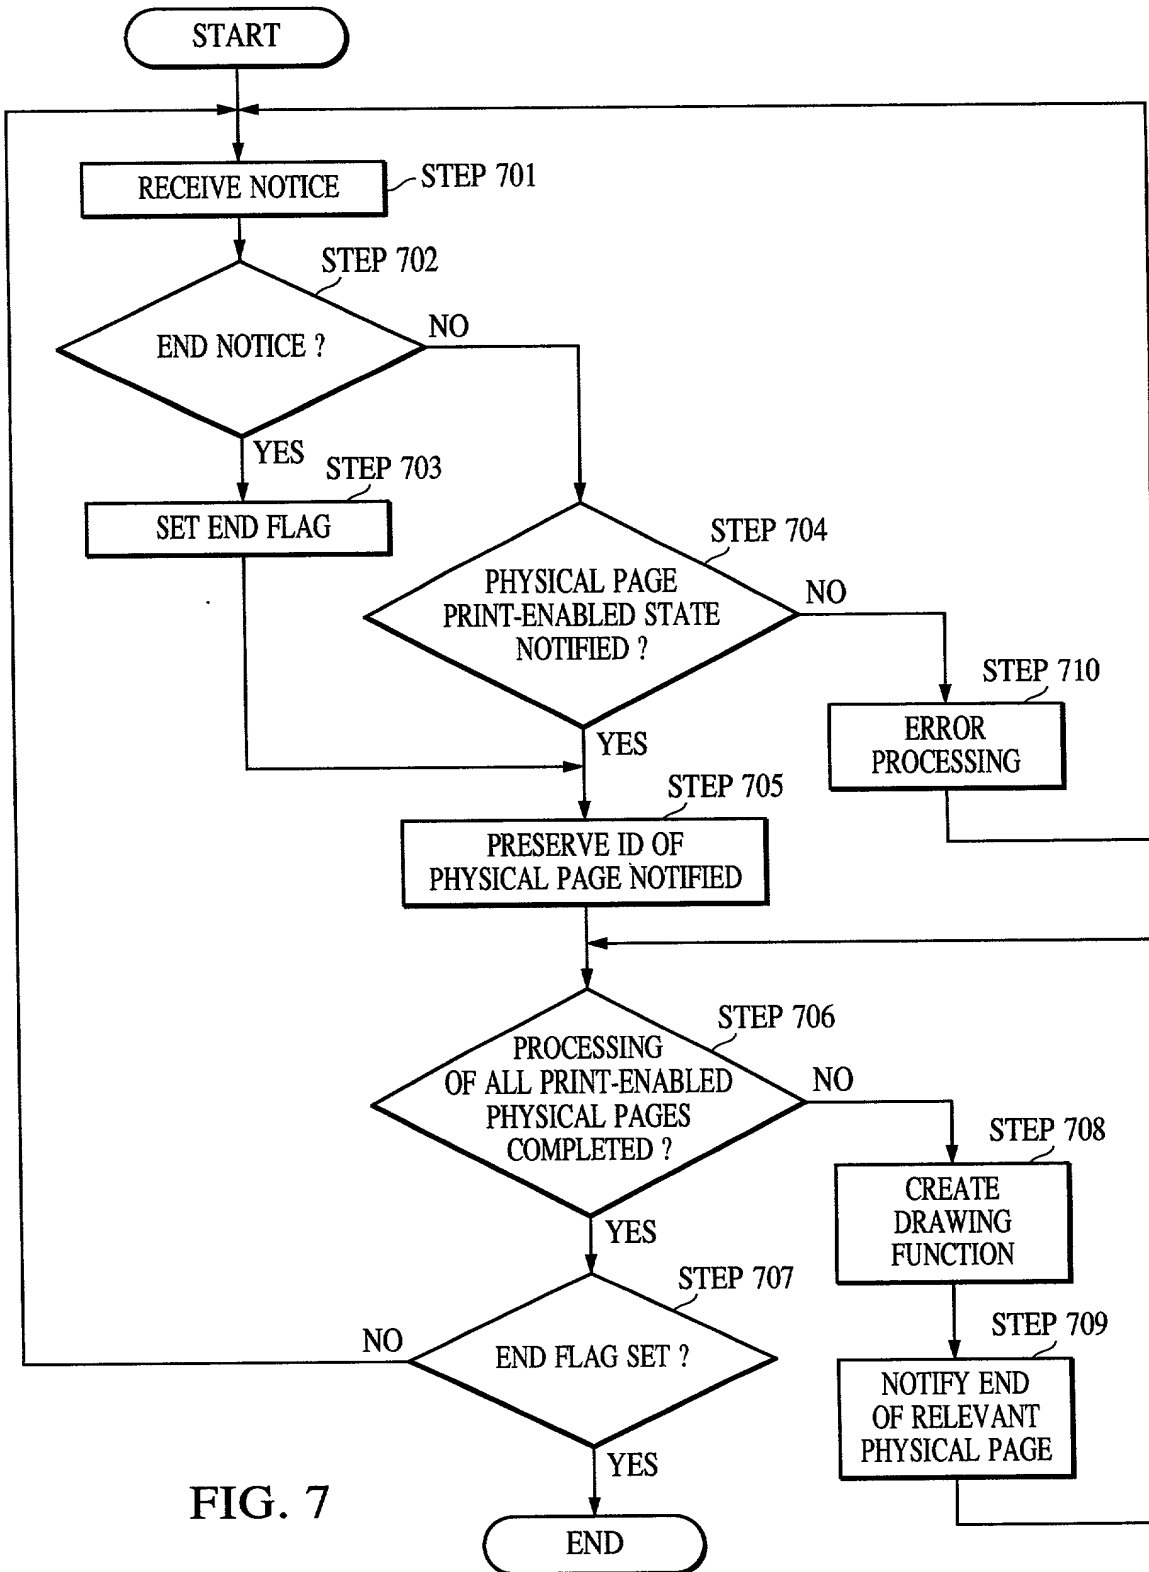 START
RECEIVE NOTICE
STEP 701
STEP 702
END NOTICE ?
NO
YES
STEP 703
SET END FLAG
STEP 704
PHYSICAL PAGE
PRINT-ENABLED STATE
NOTIFIED ?
NO
YES
STEP 710
ERROR
PROCESSING
STEP 705
PRESERVE ID OF
PHYSICAL PAGE NOTIFIED
STEP 706
PROCESSING
OF ALL PRINT-ENABLED
PHYSICAL PAGES
COMPLETED ?
NO
YES
STEP 708
CREATE
DRAWING
FUNCTION
STEP 707
END FLAG SET ?
NO
YES
STEP 709
NOTIFY END
OF RELEVANT
PHYSICAL PAGE
END
FIG. 7